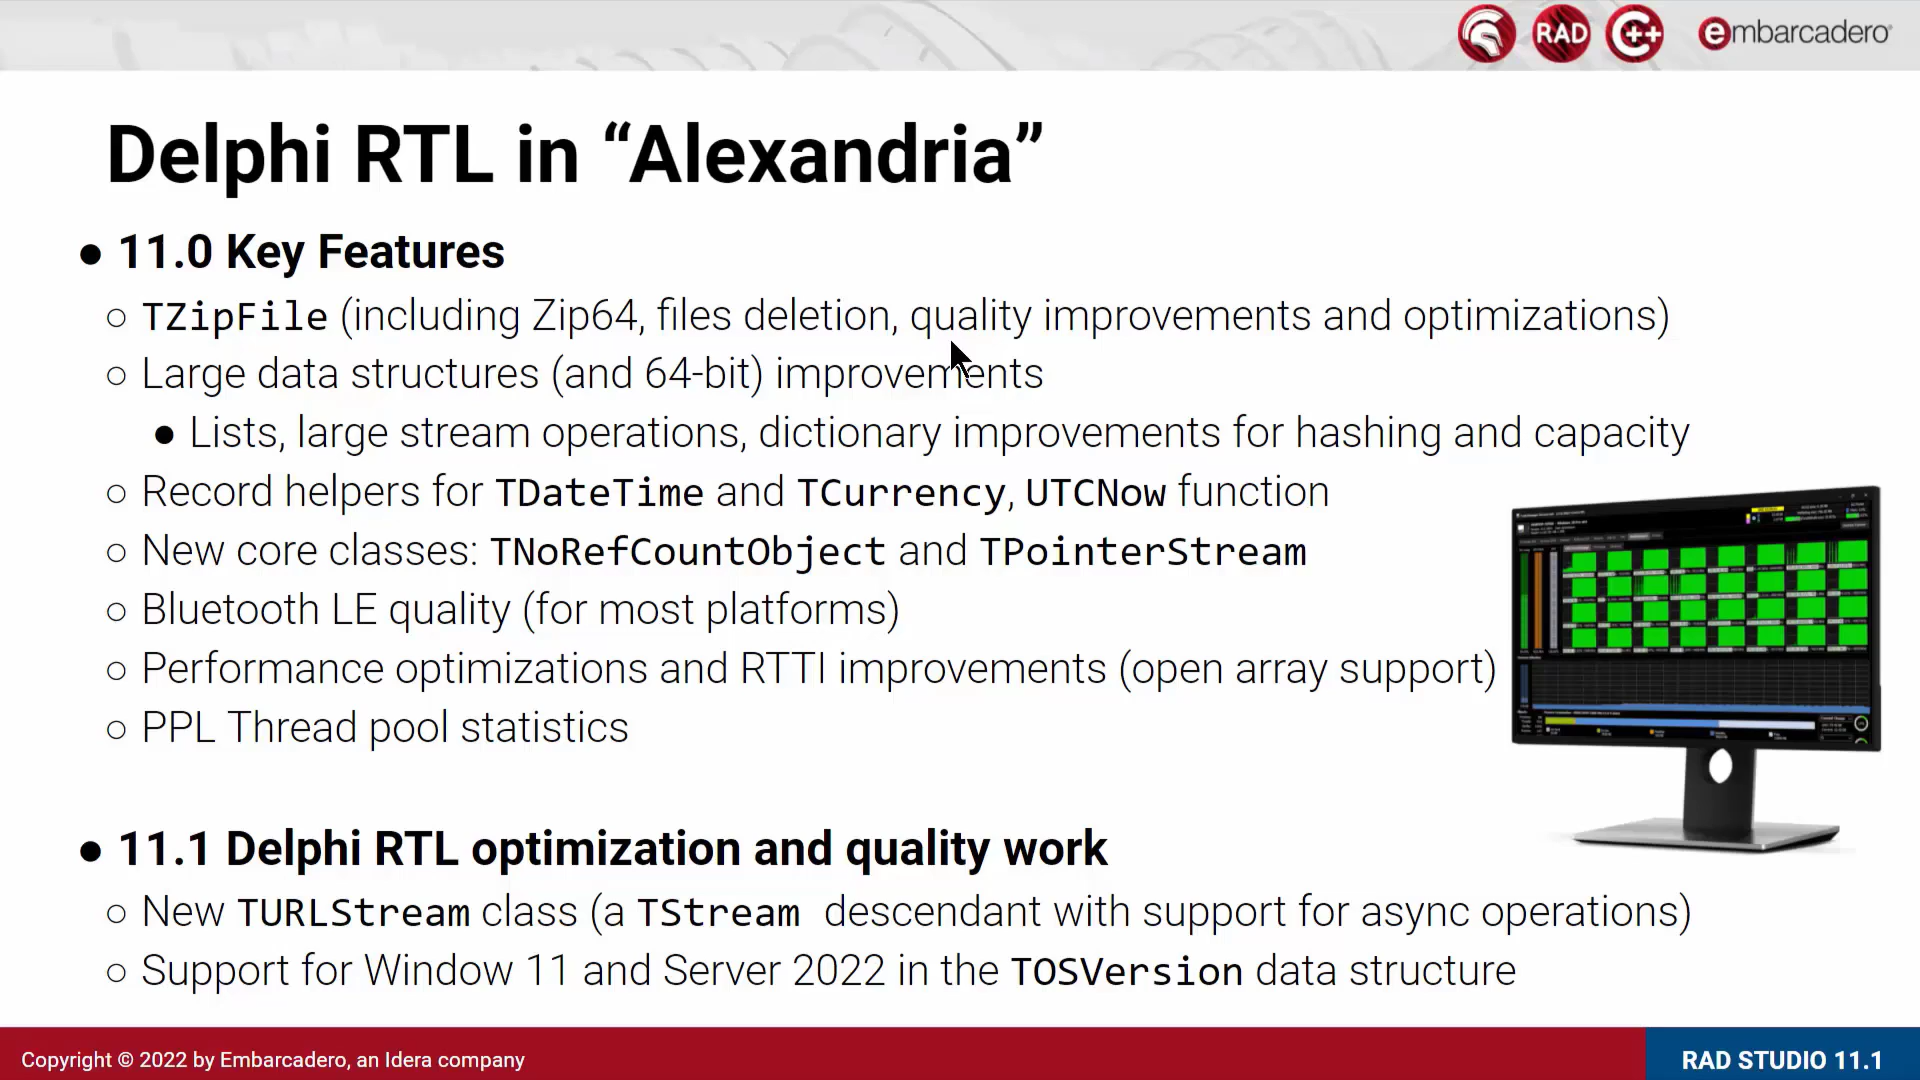 RAD
C++
embarcadero
Delphi RTL in “Alexandria”
● 11.0 Key Features
○ TZipFile (including Zip64, files deletion, quality improvements and optimizations)
○ Large data structures (and 64-bit) improvements
● Lists, large stream operations, dictionary improvements for hashing and capacity
○ Record helpers for TDateTime and TCurrency, UTCNow function
○ New core classes: TNoRefCountObject and TPointerStream
○ Bluetooth LE quality (for most platforms)
○ Performance optimizations and RTTI improvements (open array support)
○ PPL Thread pool statistics
● 11.1 Delphi RTL optimization and quality work
○ New TURLStream class (a TStream descendant with support for async operations)
○ Support for Window 11 and Server 2022 in the TOSVersion data structure
Copyright © 2022 by Embarcadero, an Idera company
RAD STUDIO 11.1